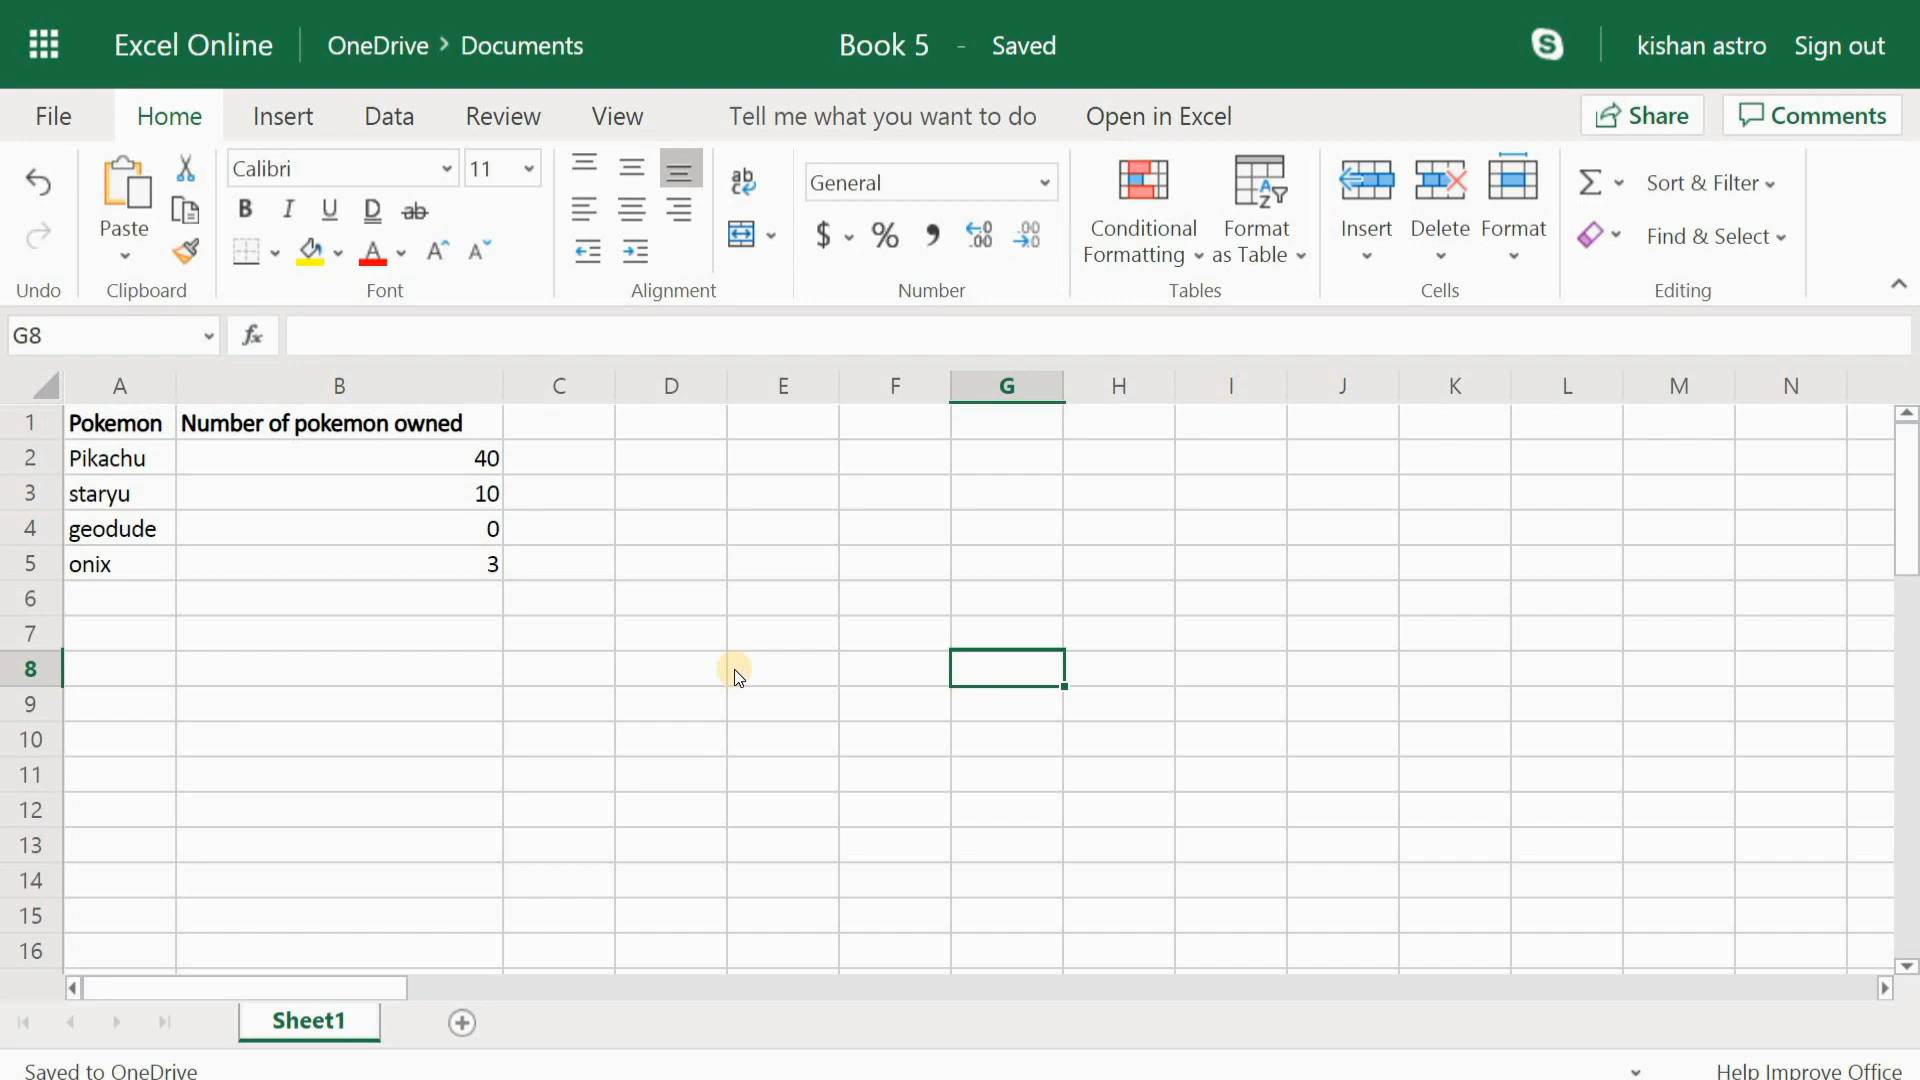 Excel Online OneDrive > Documents Book 5 - Saved S kishan astro Sign out
File Home Insert Data Review View Tell me what you want to do Open in Excel Share Comments
Paste
Calibri 11
B I U D ab
A A A
Undo Clipboard Font
ab c
Alignment
General
$ % , .00 .00
Number
Conditional Formatting
Format as Table
Tables
Insert Delete Format
Cells
Σ Sort & Filter
Find & Select
Editing
G8 fx
A B C D E F G H I J K L M N
1 Pokemon Number of pokemon owned
2 Pikachu 40
3 staryu 10
4 geodude 0
5 onix 3
6
7
8
9
10
11
12
13
14
15
16
Sheet1
Saved to OneDrive Help Improve Office